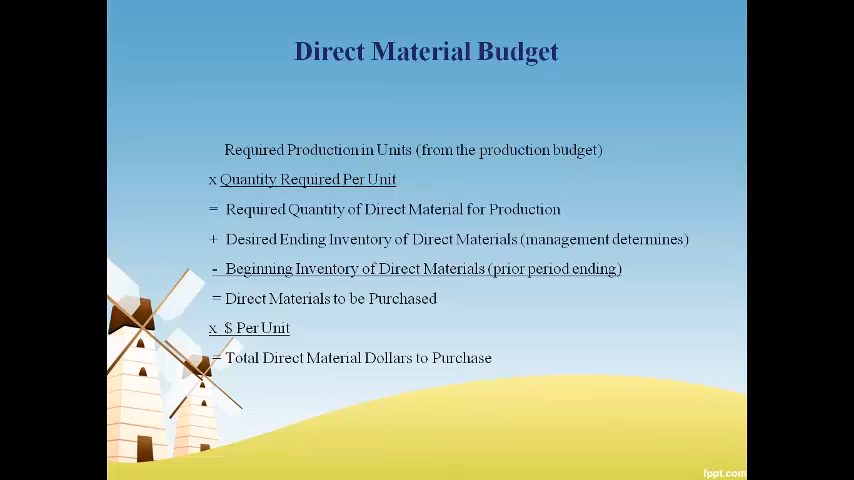 Direct Material Budget
Required Production in Units (from the production budget)
x Quantity Required Per Unit
= Required Quantity of Direct Material for Production
+ Desired Ending Inventory of Direct Materials (management determines)
- Beginning Inventory of Direct Materials (prior period ending)
= Direct Materials to be Purchased
x $ Per Unit
= Total Direct Material Dollars to Purchase
fppt.com